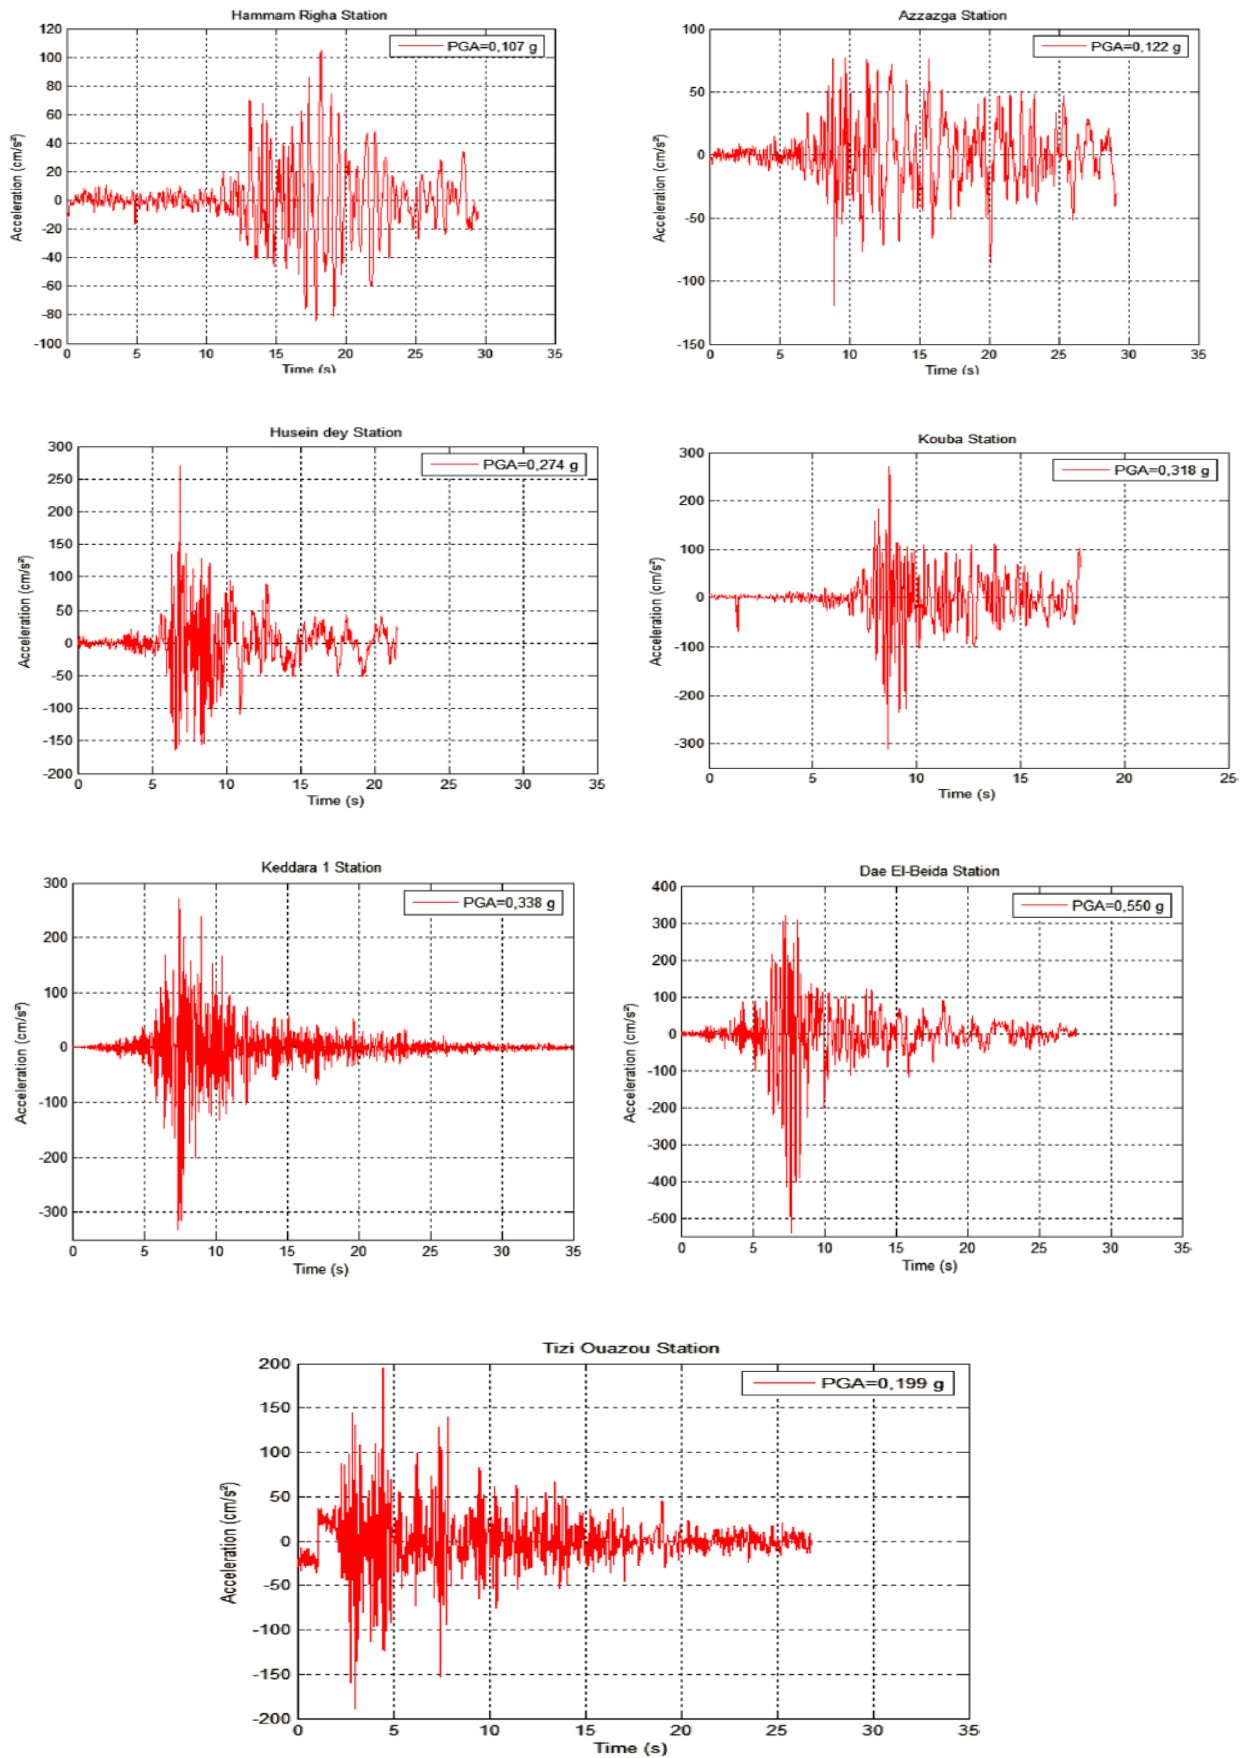 Hammam Righa Station
PGA=0,107 g
120
100
80
60
40
20
0
-20
-40
-60
-80
-100
0 5 10 15 20 25 30 35
Acceleration (cm/s²)
Time (s)
Azzazga Station
PGA=0,122 g
100
50
0
-50
-100
-150
0 5 10 15 20 25 30 35
Acceleration (cm/s²)
Time (s)
Husein dey Station
PGA=0,274 g
300
250
200
150
100
50
0
-50
-100
-150
-200
0 5 10 15 20 25 30 35
Acceleration (cm/s²)
Time (s)
Kouba Station
PGA=0,318 g
300
200
100
0
-100
-200
-300
0 5 10 15 20 25
Acceleration (cm/s²)
Time (s)
Keddara 1 Station
PGA=0,338 g
300
200
100
0
-100
-200
-300
0 5 10 15 20 25 30 35
Acceleration (cm/s²)
Time (s)
Dae El-Beida Station
PGA=0,550 g
400
300
200
100
0
-100
-200
-300
-400
-500
0 5 10 15 20 25 30 35
Acceleration (cm/s²)
Time (s)
Tizi Ouazou Station
PGA=0,199 g
200
150
100
50
0
-50
-100
-150
-200
0 5 10 15 20 25 30 35
Acceleration (cm/s²)
Time (s)